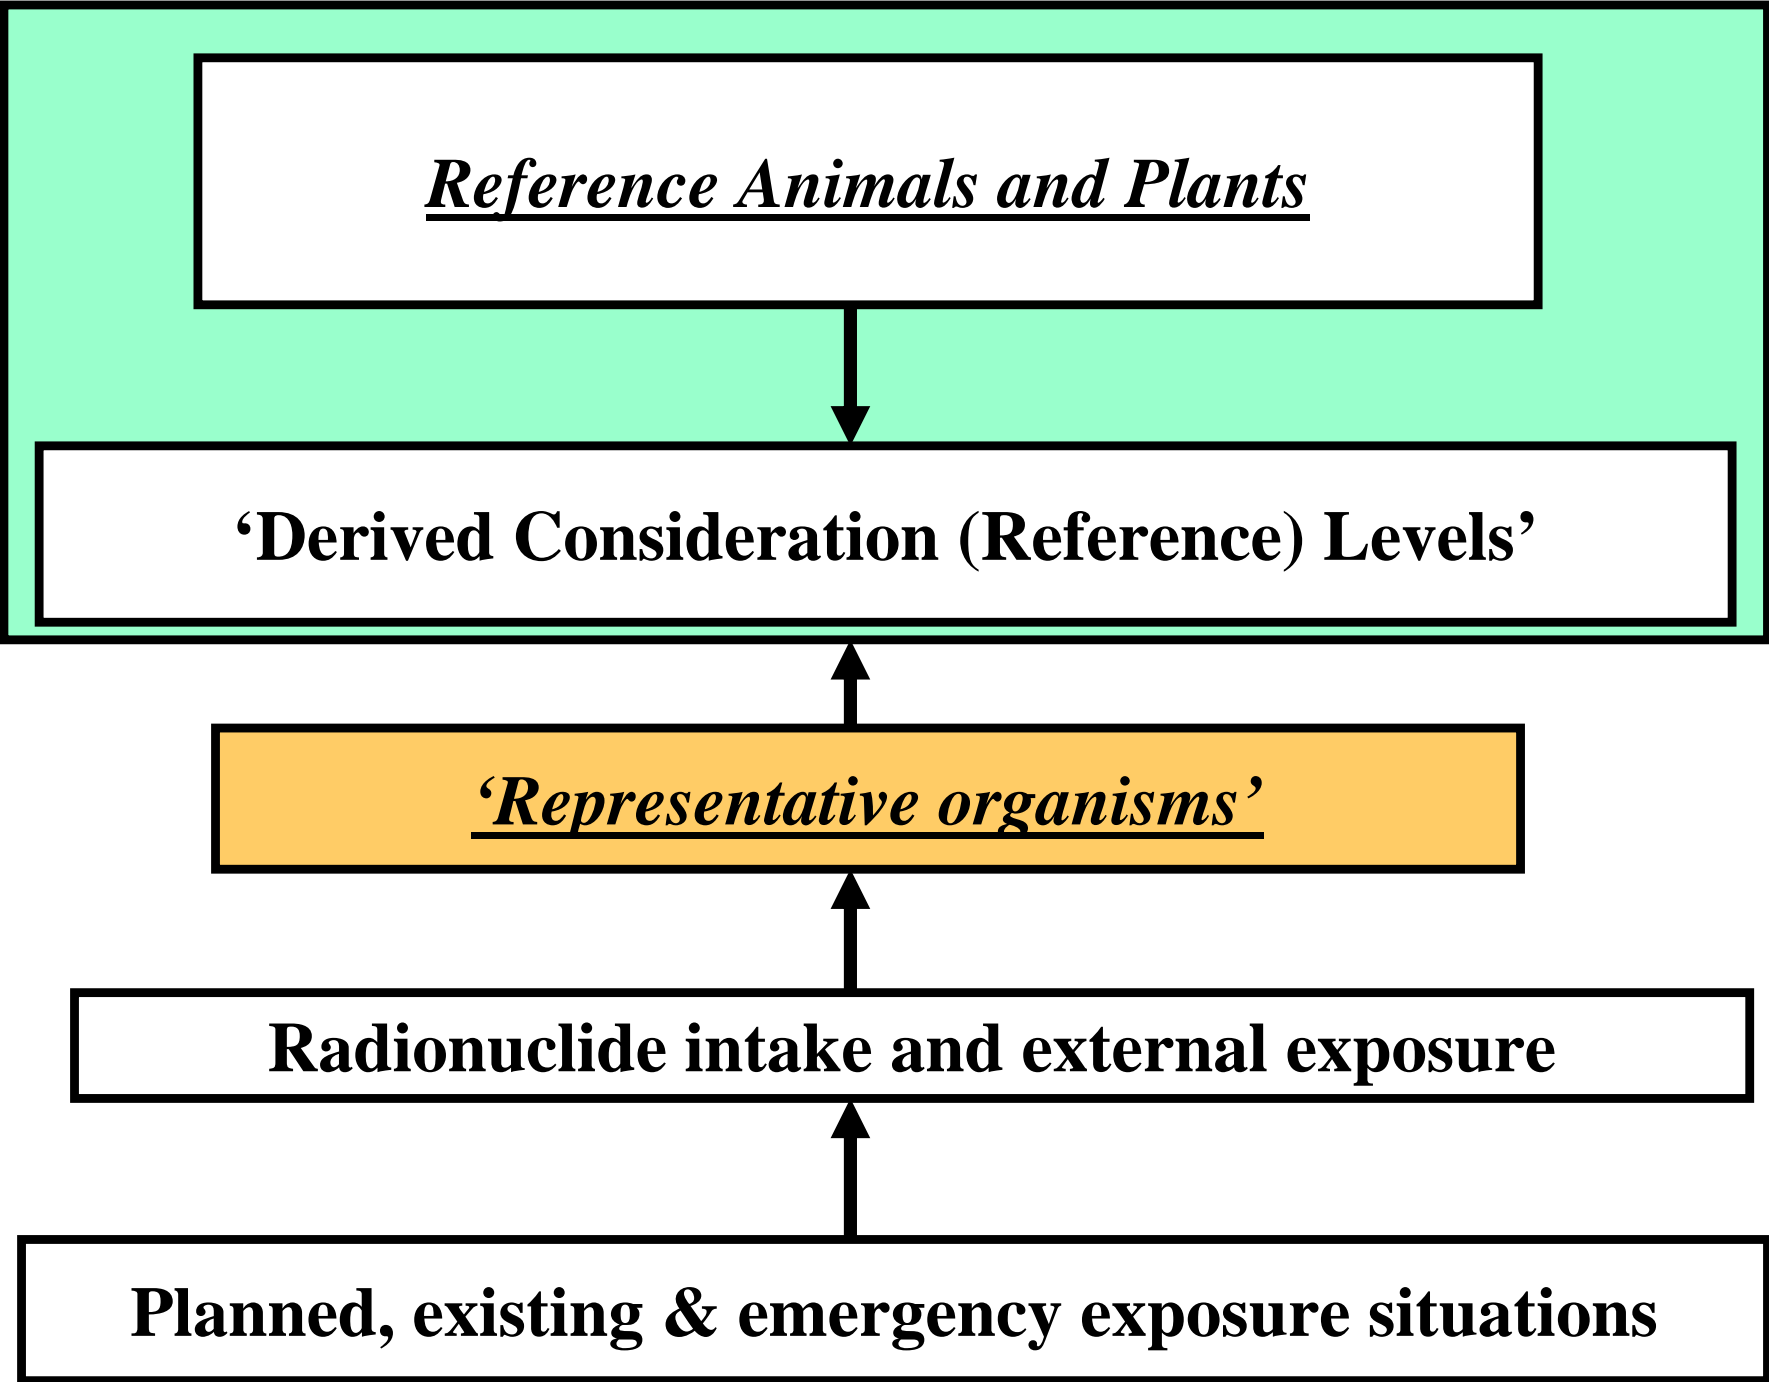 Reference Animals and Plants
‘Derived Consideration (Reference) Levels’
‘Representative organisms’
Radionuclide intake and external exposure
Planned, existing & emergency exposure situations